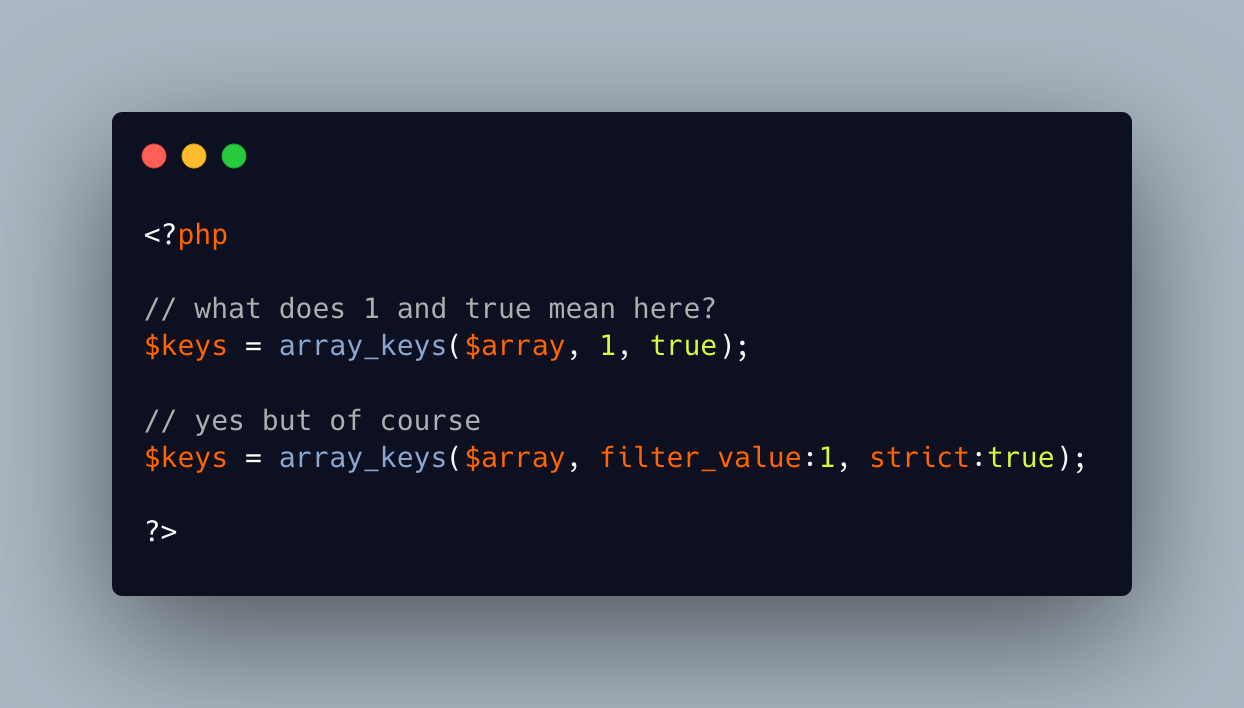 <?php
// what does 1 and true mean here?
$keys = array_keys($array, 1, true);
// yes but of course
$keys = array_keys($array, filter_value:1, strict:true);
?>